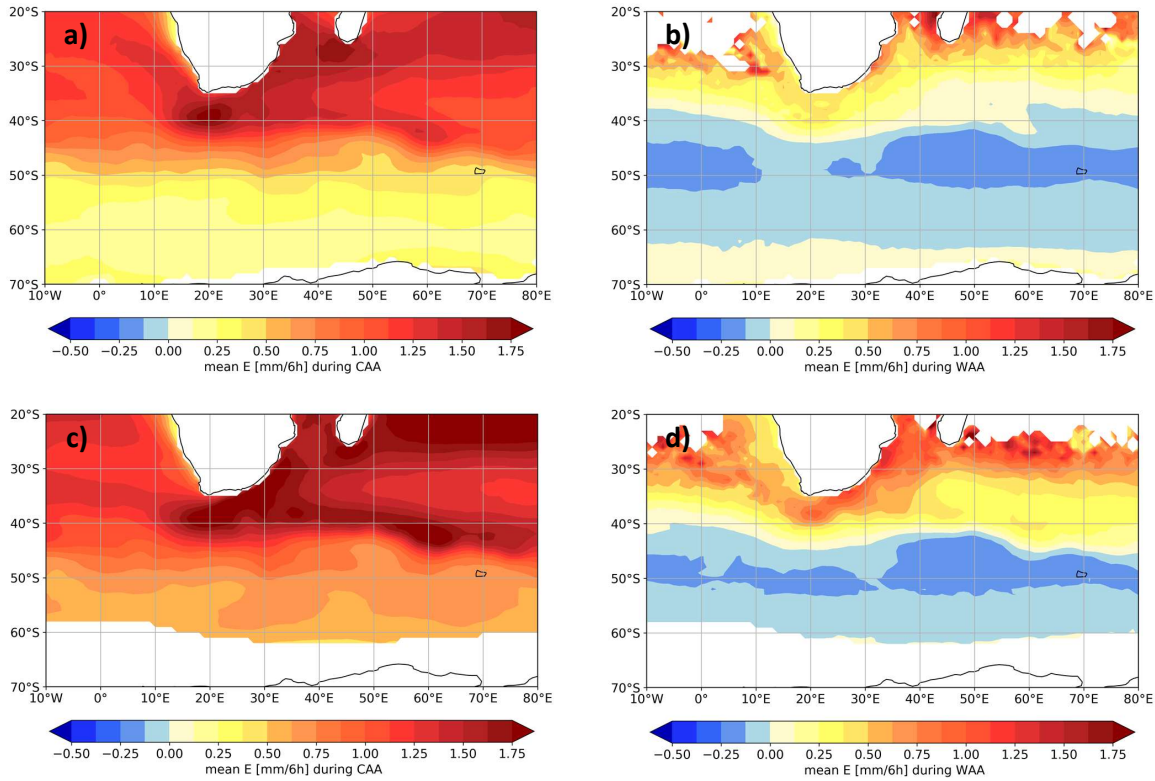 a)
20°S
30°S
40°S
50°S
60°S
70°S
10°W 0° 10°E 20°E 30°E 40°E 50°E 60°E 70°E 80°E
−0.50 −0.25 0.00 0.25 0.50 0.75 1.00 1.25 1.50 1.75
mean E [mm/6h] during CAA
b)
20°S
30°S
40°S
50°S
60°S
70°S
10°W 0° 10°E 20°E 30°E 40°E 50°E 60°E 70°E 80°E
−0.50 −0.25 0.00 0.25 0.50 0.75 1.00 1.25 1.50 1.75
mean E [mm/6h] during WAA
c)
20°S
30°S
40°S
50°S
60°S
70°S
10°W 0° 10°E 20°E 30°E 40°E 50°E 60°E 70°E 80°E
−0.50 −0.25 0.00 0.25 0.50 0.75 1.00 1.25 1.50 1.75
mean E [mm/6h] during CAA
d)
20°S
30°S
40°S
50°S
60°S
70°S
10°W 0° 10°E 20°E 30°E 40°E 50°E 60°E 70°E 80°E
−0.50 −0.25 0.00 0.25 0.50 0.75 1.00 1.25 1.50 1.75
mean E [mm/6h] during WAA